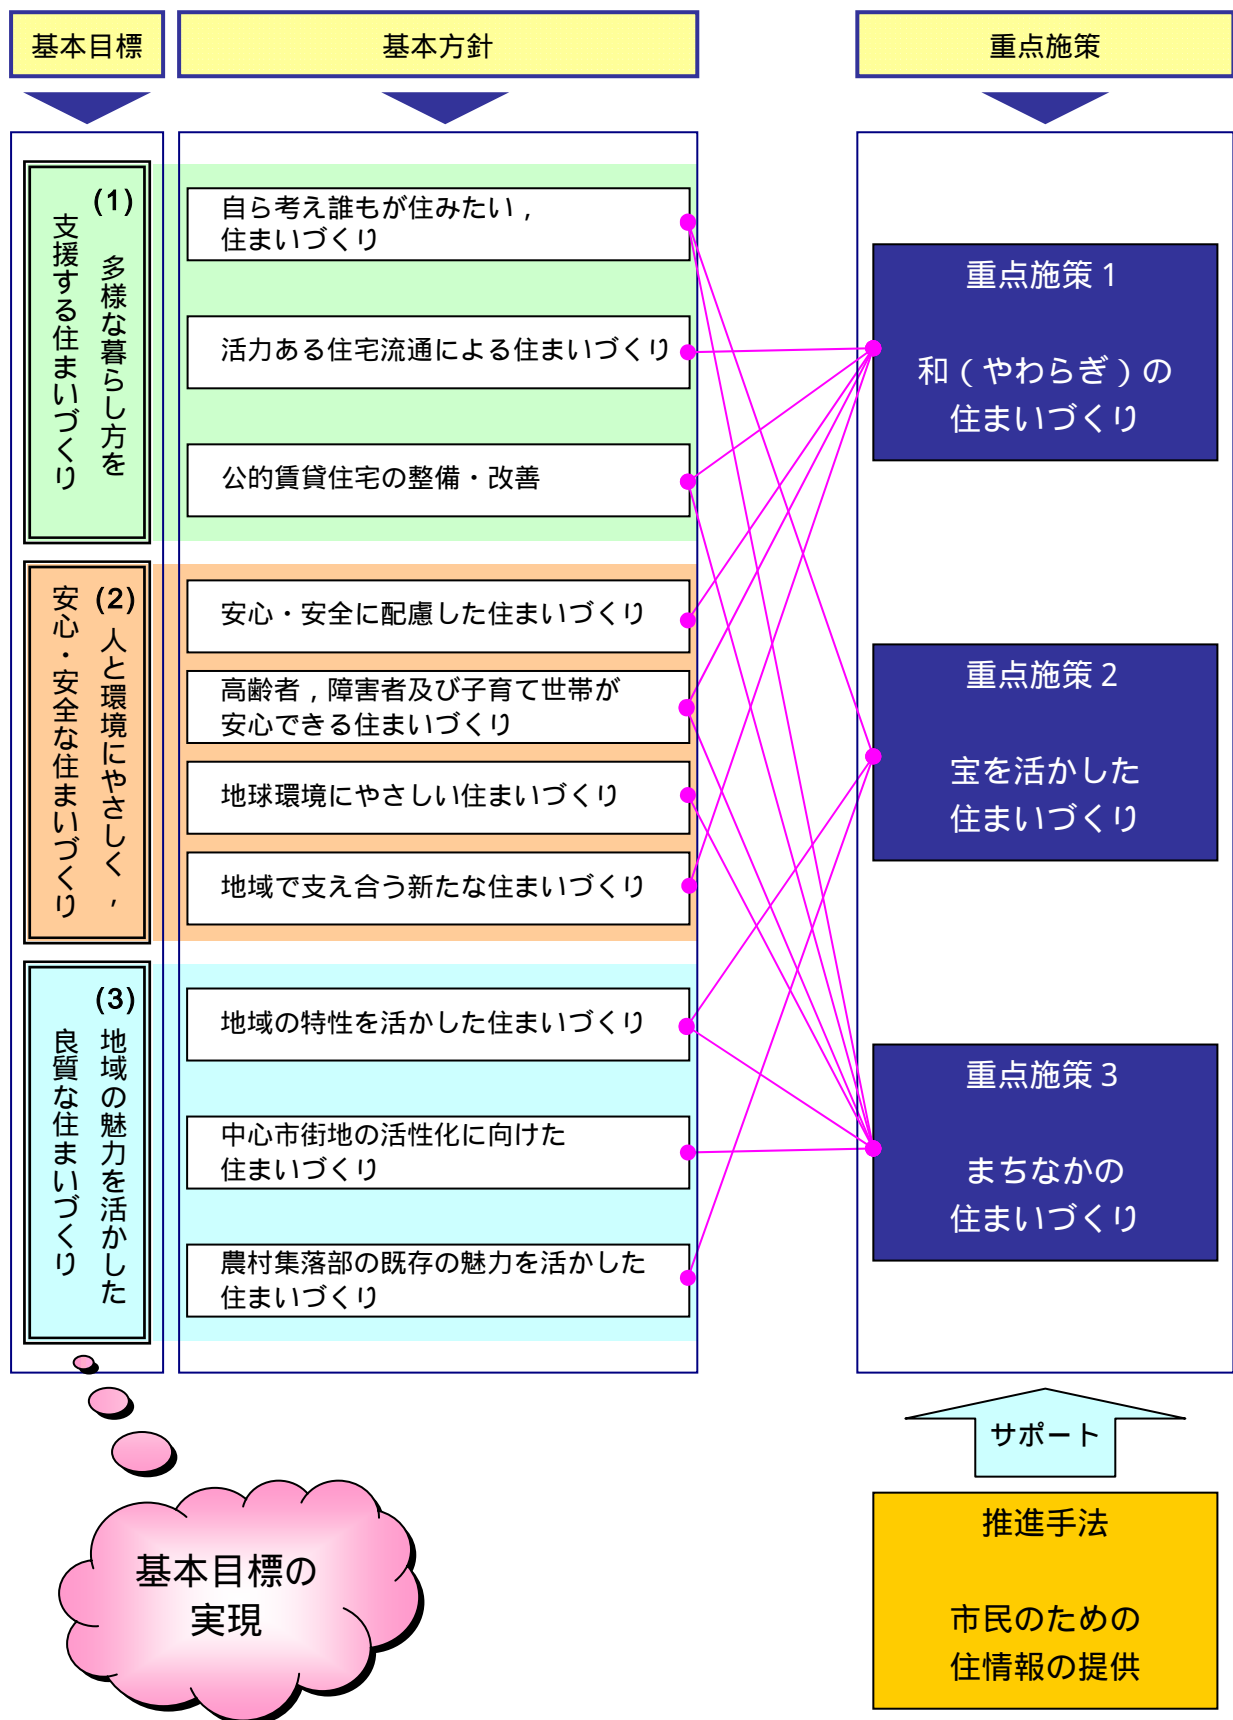 基本目標
基本方針
重点施策
(1)
多様な暮らし方を
支援する住まいづくり
自ら考え誰もが住みたい，
住まいづくり
活力ある住宅流通による住まいづくり
公的賃貸住宅の整備・改善
(2)
人と環境にやさしく，
安心・安全な住まいづくり
安心・安全に配慮した住まいづくり
高齢者，障害者及び子育て世帯が
安心できる住まいづくり
地球環境にやさしい住まいづくり
地域で支え合う新たな住まいづくり
(3)
地域の魅力を活かした
良質な住まいづくり
地域の特性を活かした住まいづくり
中心市街地の活性化に向けた
住まいづくり
農村集落部の既存の魅力を活かした
住まいづくり
重点施策 1
和（やわらぎ）の
住まいづくり
重点施策 2
宝を活かした
住まいづくり
重点施策 3
まちなかの
住まいづくり
サポート
推進手法
市民のための
住情報の提供
基本目標の
実現